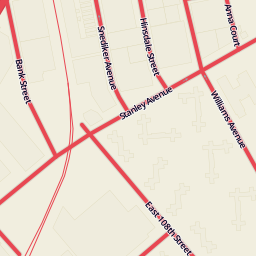 Bank Street
Snediker Avenue
Hinsdale Street
Anna Court
Stanley Avenue
Williams Avenue
East 108th Street